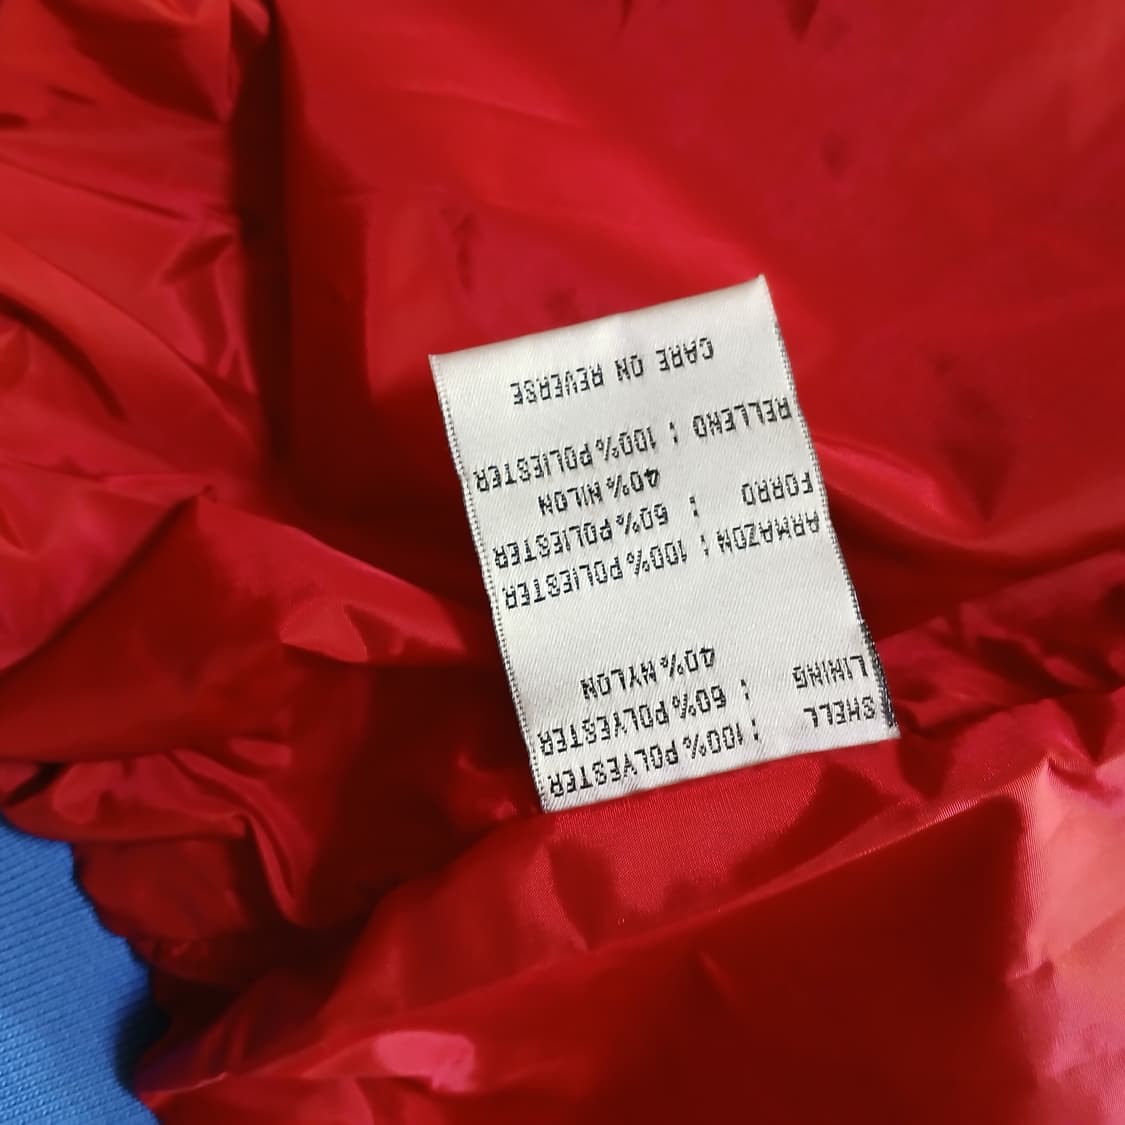 SHELL : 100%POLYESTER
LINING : 60%POLYESTER
40%NYLON
ARMAZON : 100%POLIESTER
FORRO : 60%POLIESTER
40%NILON
RELLENO : 100%POLIESTER
CARE ON REVERSE